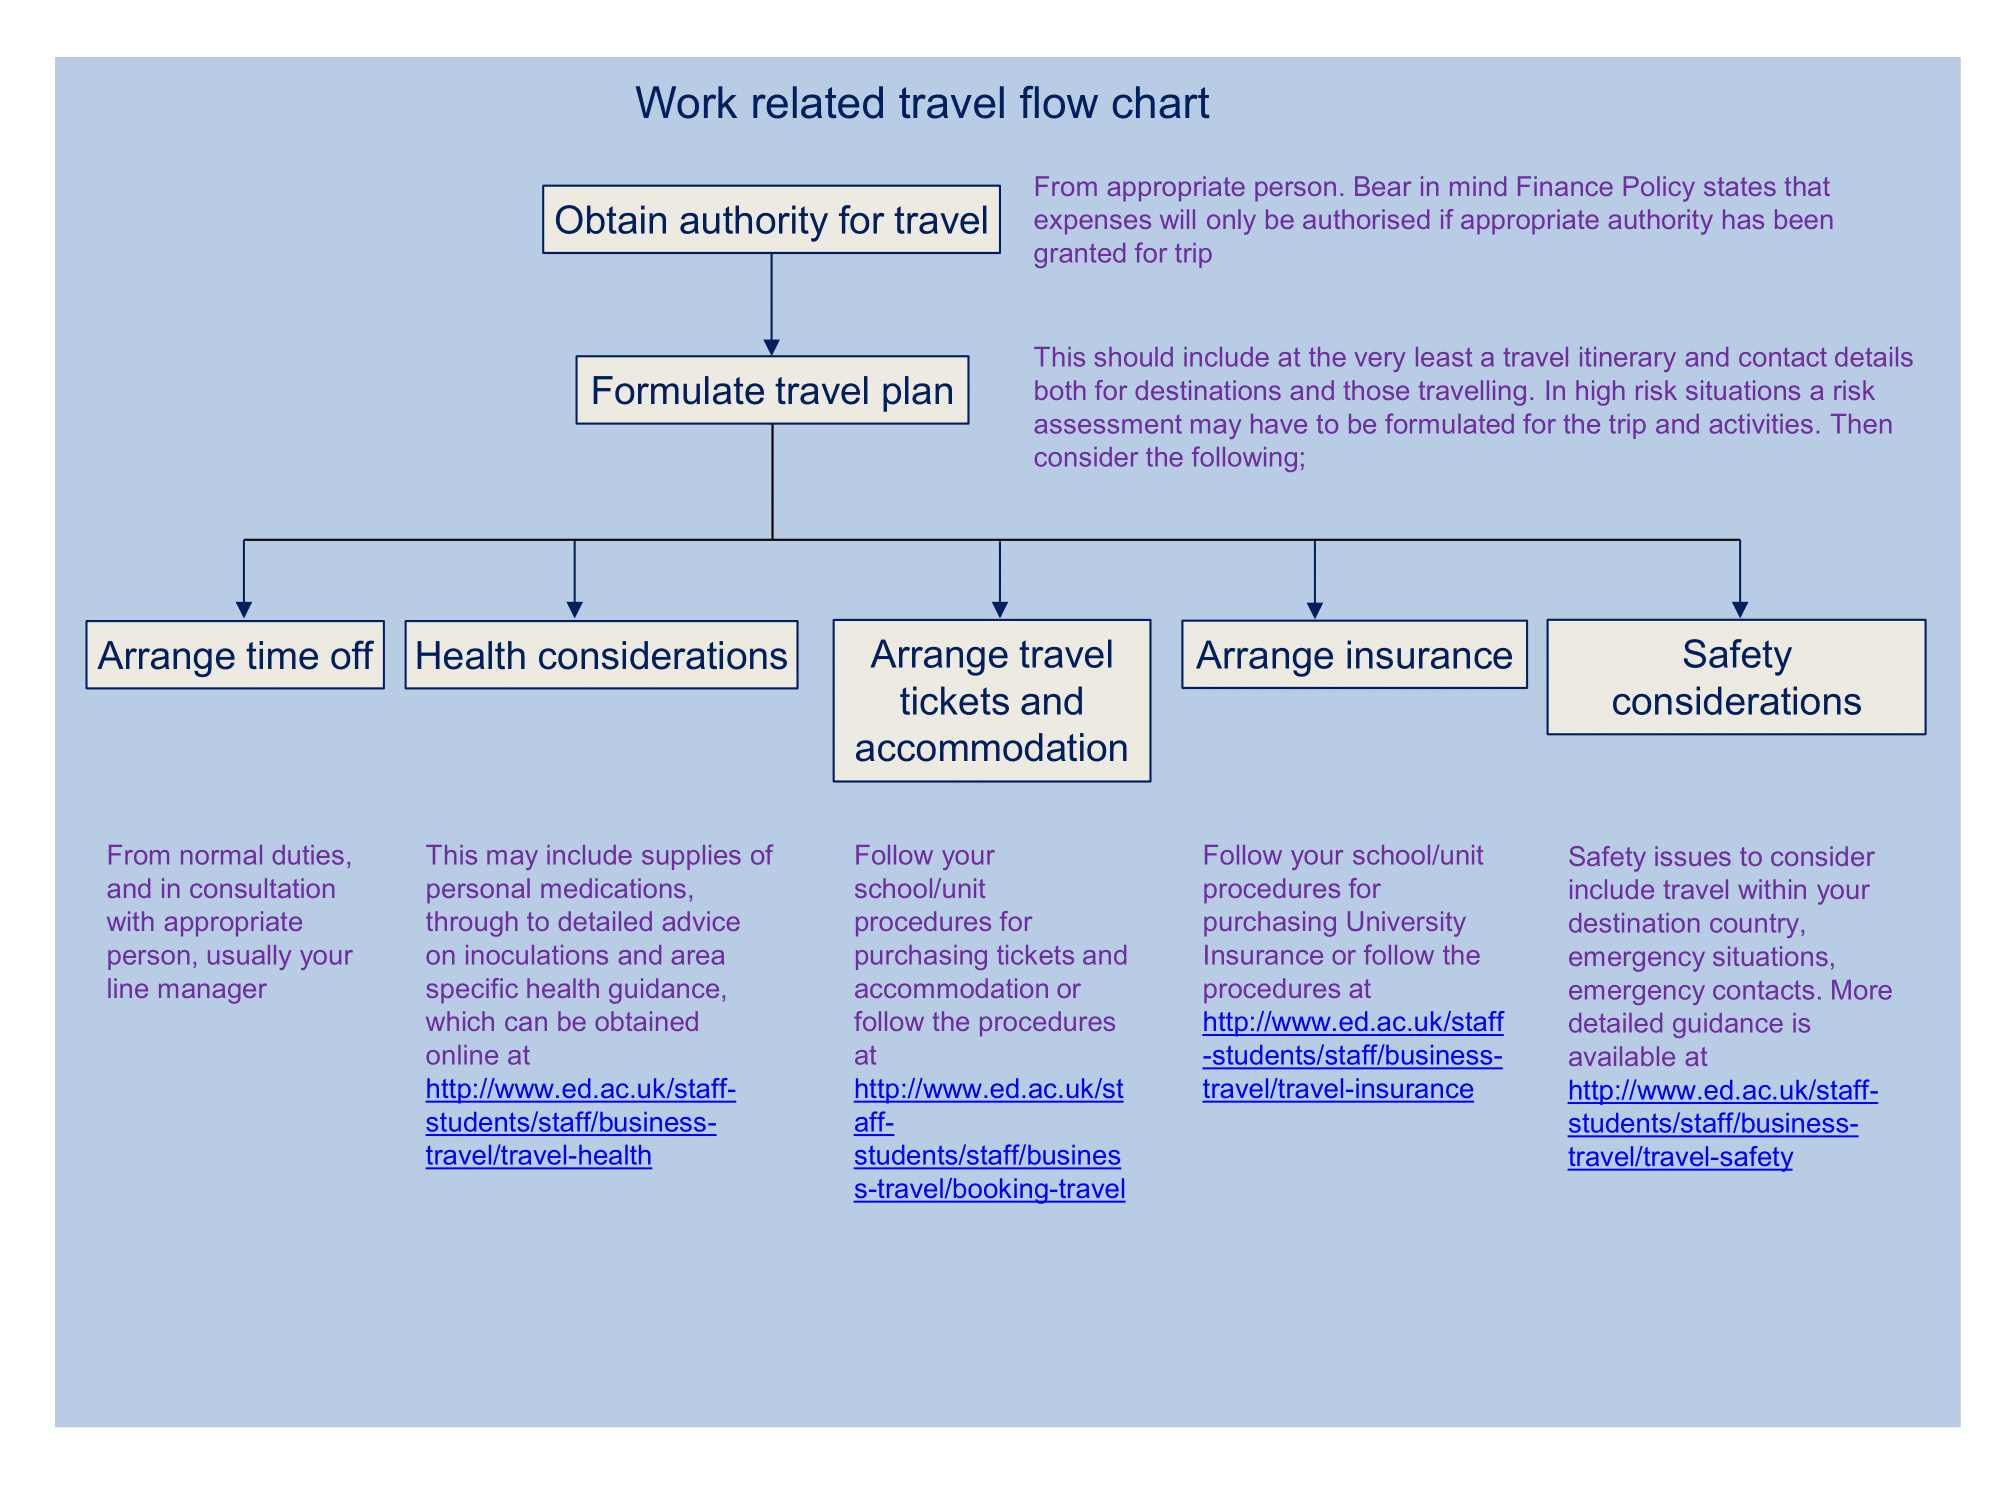 Work related travel flow chart
Obtain authority for travel
From appropriate person. Bear in mind Finance Policy states that
expenses will only be authorised if appropriate authority has been
granted for trip
Formulate travel plan
This should include at the very least a travel itinerary and contact details
both for destinations and those travelling. In high risk situations a risk
assessment may have to be formulated for the trip and activities. Then
consider the following;
Arrange time off
Health considerations
Arrange travel
tickets and
accommodation
Arrange insurance
Safety
considerations
From normal duties,
and in consultation
with appropriate
person, usually your
line manager
This may include supplies of
personal medications,
through to detailed advice
on inoculations and area
specific health guidance,
which can be obtained
online at
http://www.ed.ac.uk/staff-
students/staff/business-
travel/travel-health
Follow your
school/unit
procedures for
purchasing tickets and
accommodation or
follow the procedures
at
http://www.ed.ac.uk/st
aff-
students/staff/busines
s-travel/booking-travel
Follow your school/unit
procedures for
purchasing University
Insurance or follow the
procedures at
http://www.ed.ac.uk/staff
-students/staff/business-
travel/travel-insurance
Safety issues to consider
include travel within your
destination country,
emergency situations,
emergency contacts. More
detailed guidance is
available at
http://www.ed.ac.uk/staff-
students/staff/business-
travel/travel-safety